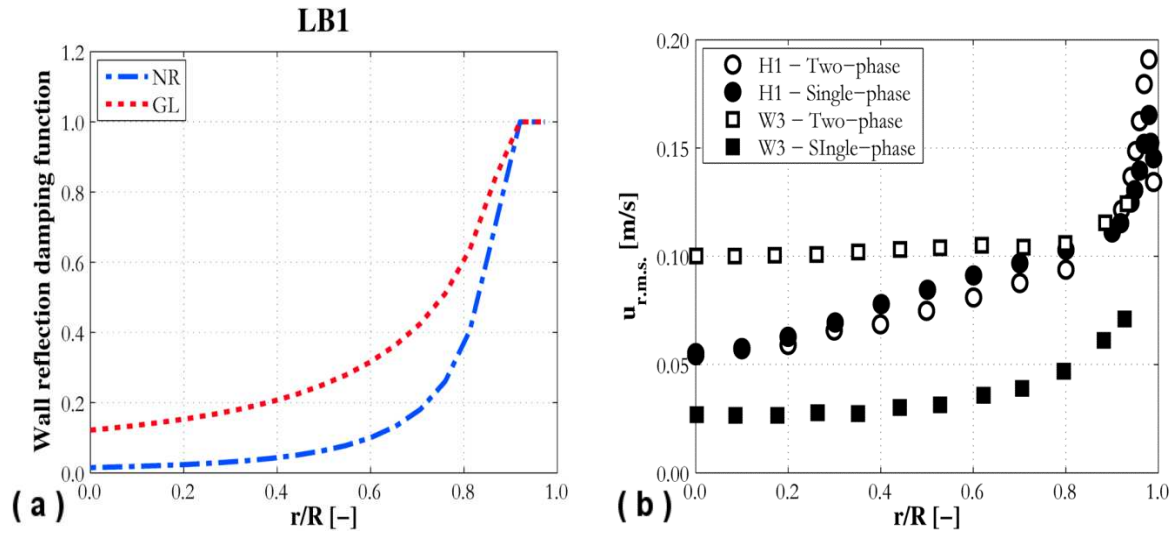 LB1
Wall reflection damping function
1.2
1.0
0.8
0.6
0.4
0.2
0.0
NR
GL
0.0 0.2 0.4 0.6 0.8 1.0
r/R [–]
( a )
u r.m.s. [m/s]
0.20
0.15
0.10
0.05
0.00
H1 – Two–phase
H1 – Single–phase
W3 – Two–phase
W3 – SIngle–phase
0.0 0.2 0.4 0.6 0.8 1.0
r/R [–]
( b )